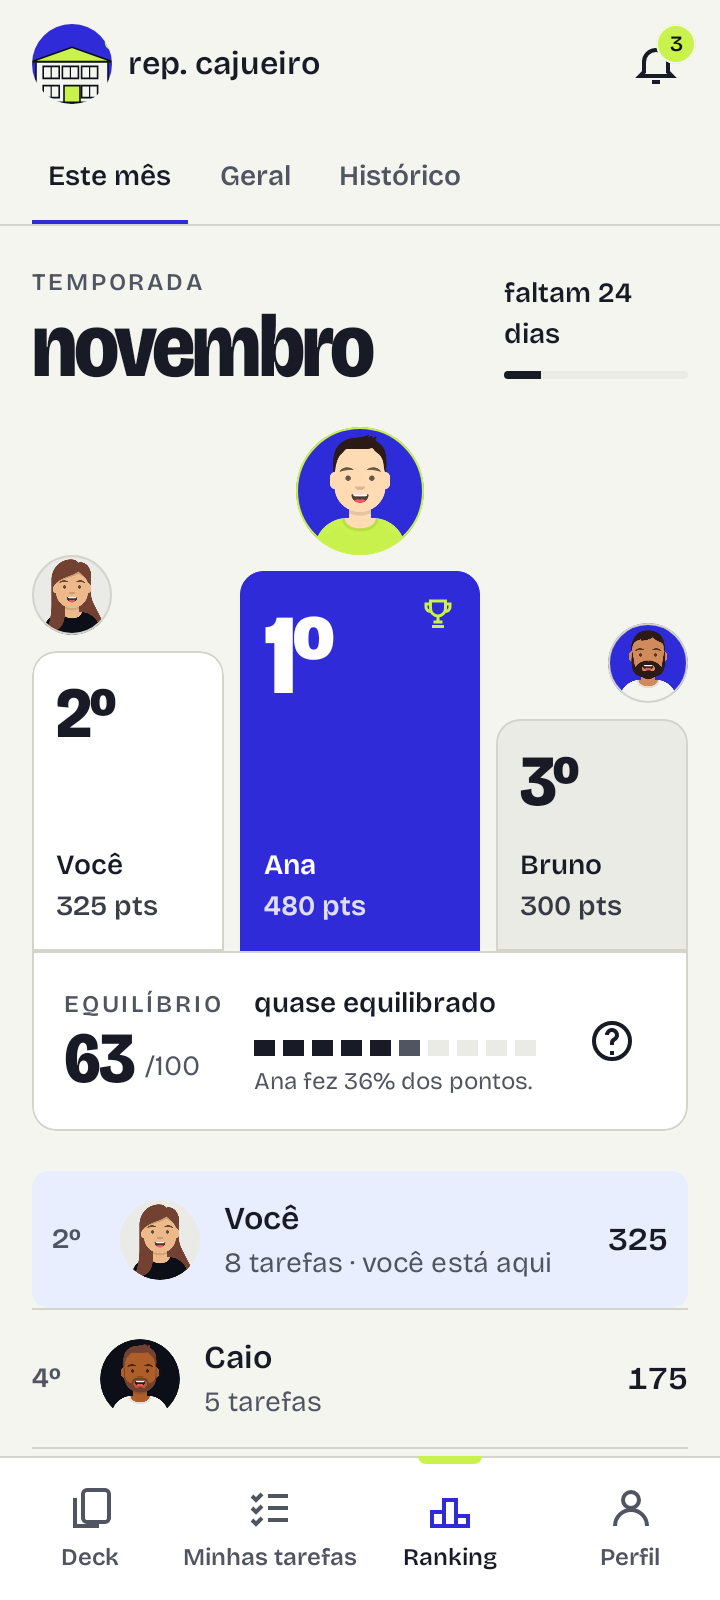 rep. cajueiro
3
Este mês
Geral
Histórico
TEMPORADA
novembro
faltam 24
dias
1º
2º
3º
Você
325 pts
Ana
480 pts
Bruno
300 pts
EQUILÍBRIO
63 /100
quase equilibrado
Ana fez 36% dos pontos.
2º
Você
8 tarefas · você está aqui
325
4º
Caio
5 tarefas
175
Deck
Minhas tarefas
Ranking
Perfil